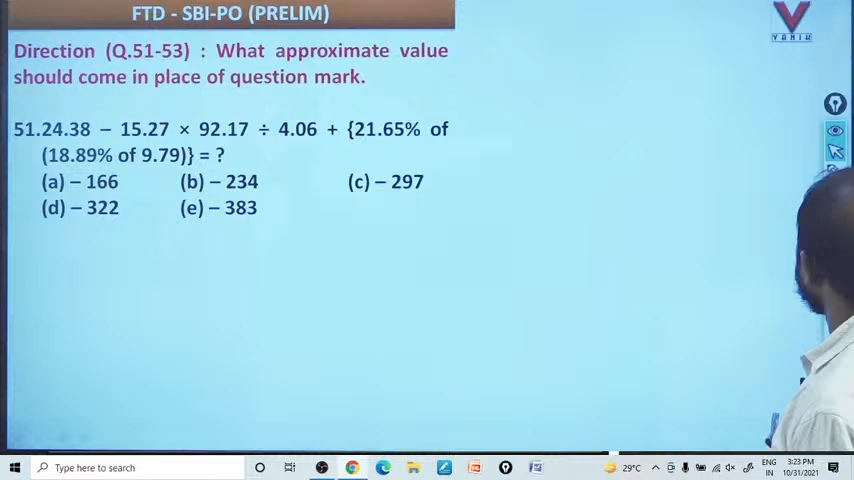 FTD - SBI-PO (PRELIM)
VANIK
Direction (Q.51-53) : What approximate value
should come in place of question mark.
51.24.38 – 15.27 × 92.17 ÷ 4.06 + {21.65% of
(18.89% of 9.79)} = ?
(a) – 166 (b) – 234 (c) – 297
(d) – 322 (e) – 383
Type here to search
29°C
ENG
IN
3:23 PM
10/31/2021